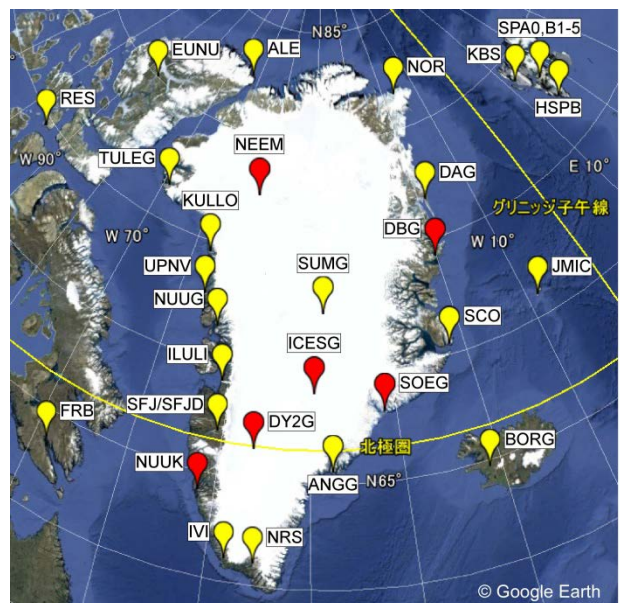 N85°
SPA0,B1-5
EUNU
ALE
KBS
NOR
HSPB
RES
W 90°
TULEG
NEEM
DAG
E 10°
KULLO
グリニッジ子午線
W 70°
DBG
W 10°
UPNV
SUMG
JMIC
NUUG
SCO
ILULI
ICESG
SOEG
SFJ/SFJD
FRB
DY2G
北極圏
BORG
NUUK
ANGG
N65°
IVI
NRS
© Google Earth